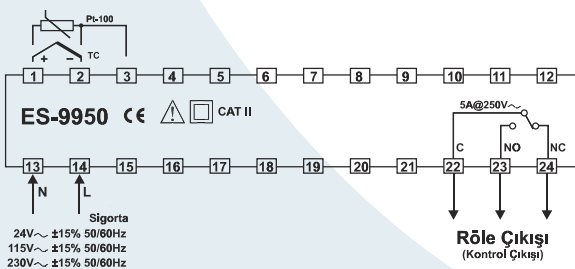 Pt-100
+ − TC
1 2 3 4 5 6 7 8 9 10 11 12
ES-9950 CE CAT II
5A@250V~
C NO NC
13 14 15 16 17 18 19 20 21 22 23 24
N L
Sigorta
24V~ ±15% 50/60Hz
115V~ ±15% 50/60Hz
230V~ ±15% 50/60Hz
Röle Çıkışı
(Kontrol Çıkışı)